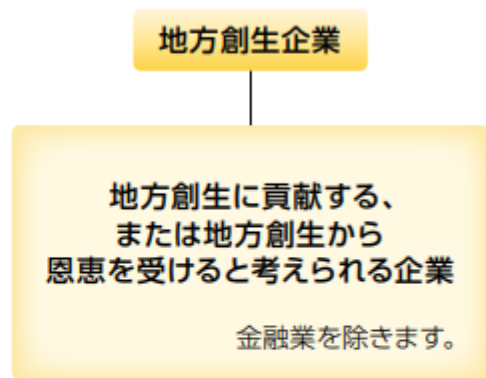 地方創生企業
地方創生に貢献する、
または地方創生から
恩恵を受けると考えられる企業
金融業を除きます。